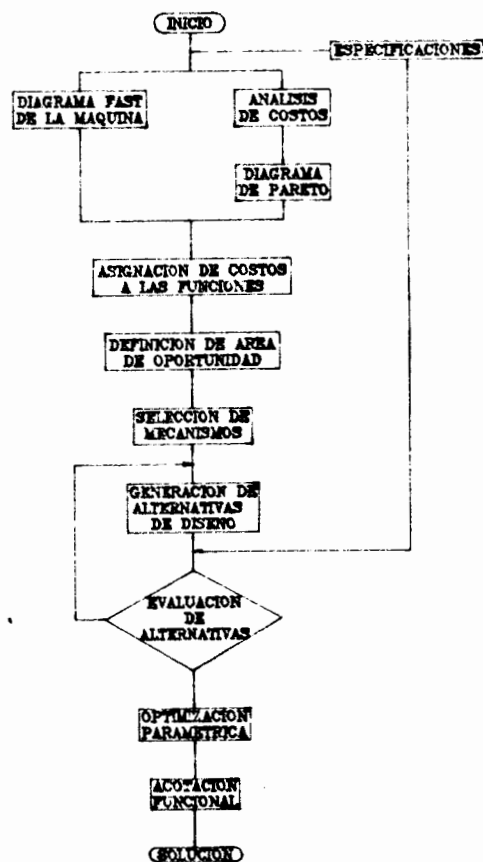 INICIO
ESPECIFICACIONES
DIAGRAMA FAST
DE LA MAQUINA
ANALISIS
DE COSTOS
DIAGRAMA
DE PARETO
ASIGNACION DE COSTOS
A LAS FUNCIONES
DEFINICION DE AREA
DE OPORTUNIDAD
SELECCION DE
MECANISMOS
GENERACION DE
ALTERNATIVAS
DE DISENO
EVALUACION
DE
ALTERNATIVAS
OPTIMIZACION
PARAMETRICA
ACOTACION
FUNCIONAL
SOLUCION